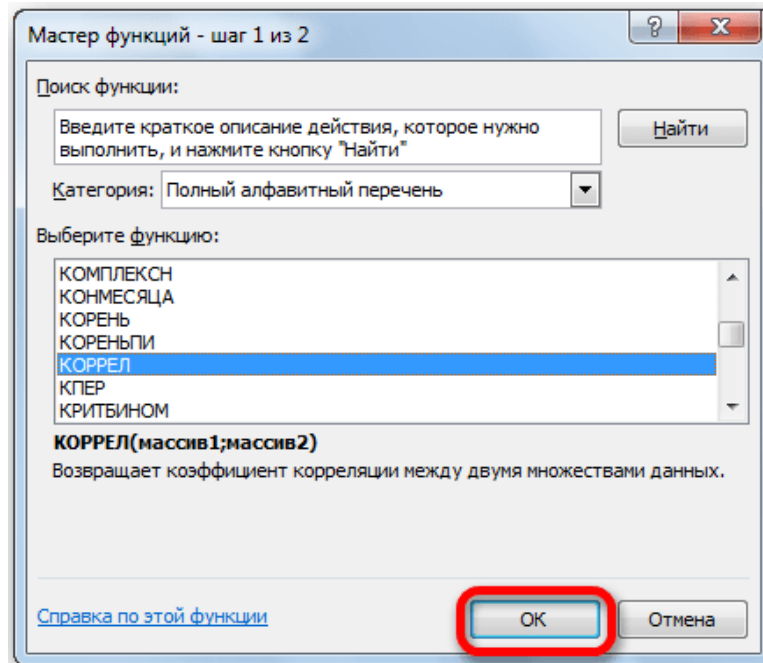 Мастер функций - шаг 1 из 2
Поиск функции:
Введите краткое описание действия, которое нужно
выполнить, и нажмите кнопку "Найти"
Найти
Категория: Полный алфавитный перечень
Выберите функцию:
КОМПЛЕКСН
КОНМЕСЯЦА
КОРЕНЬ
КОРЕНЬПИ
КОРРЕЛ
КПЕР
КРИТБИНОМ
КОРРЕЛ(массив1;массив2)
Возвращает коэффициент корреляции между двумя множествами данных.
Справка по этой функции
ОК
Отмена